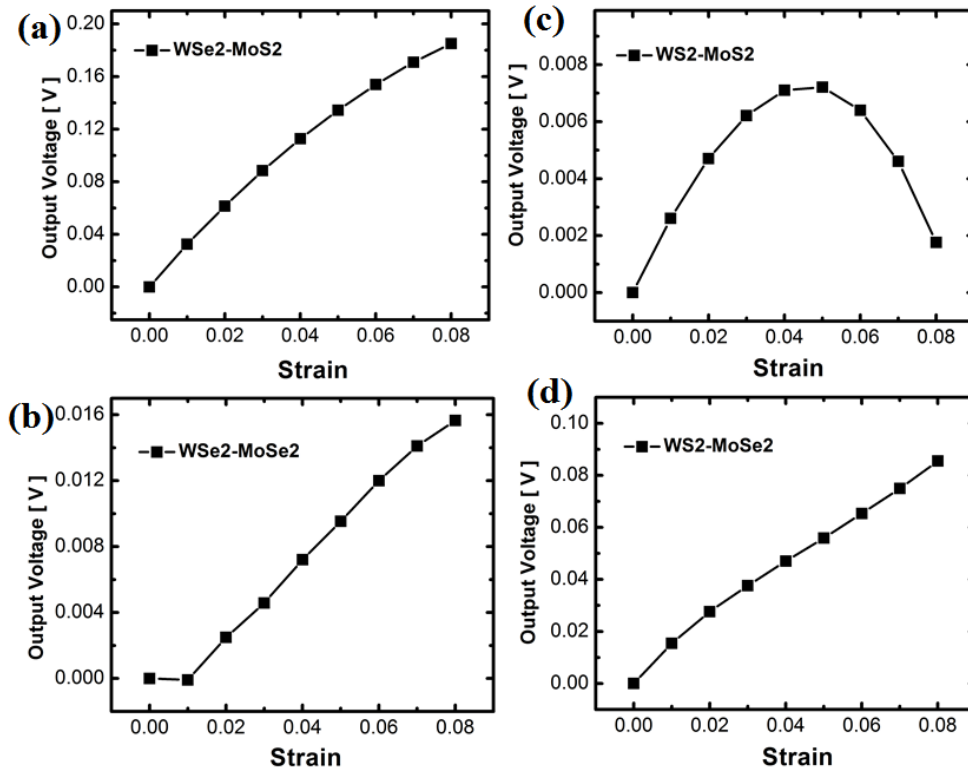 (a)
WSe2-MoS2
0.20
0.16
0.12
0.08
0.04
0.00
Output Voltage [ V]
0.00 0.02 0.04 0.06 0.08
Strain
(c)
WS2-MoS2
0.008
0.006
0.004
0.002
0.000
Output Voltage [ V ]
0.00 0.02 0.04 0.06 0.08
Strain
(b)
WSe2-MoSe2
0.016
0.012
0.008
0.004
0.000
Output Voltage [ V ]
0.00 0.02 0.04 0.06 0.08
Strain
(d)
WS2-MoSe2
0.10
0.08
0.06
0.04
0.02
0.00
Output Voltage [ V ]
0.00 0.02 0.04 0.06 0.08
Strain